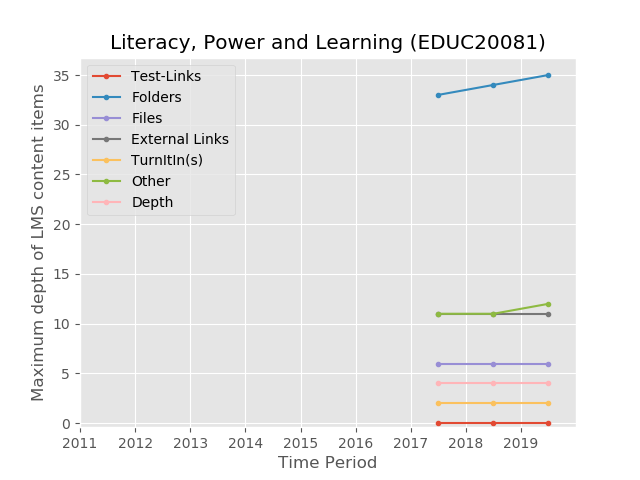 Literacy, Power and Learning (EDUC20081)
Test-Links
Folders
Files
External Links
TurnItIn(s)
Other
Depth
Maximum depth of LMS content items
35
30
25
20
15
10
5
0
2011 2012 2013 2014 2015 2016 2017 2018 2019
Time Period